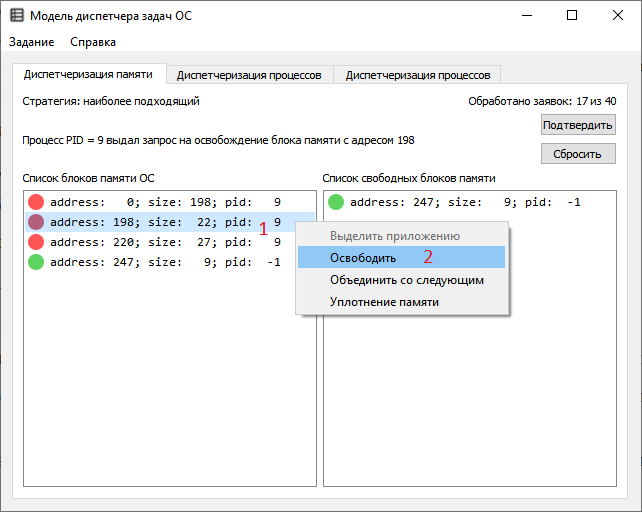 Модель диспетчера задач ОС
Задание Справка
Диспетчеризация памяти Диспетчеризация процессов Диспетчеризация процессов
Стратегия: наиболее подходящий
Обработано заявок: 17 из 40
Подтвердить
Процесс PID = 9 выдал запрос на освобождение блока памяти с адресом 198
Сбросить
Список блоков памяти ОС
address:   0; size: 198; pid:   9
address: 198; size:  22; pid:   9
address: 220; size:  27; pid:   9
address: 247; size:   9; pid:  -1
1
Список свободных блоков памяти
address: 247; size:   9; pid:  -1
Выделить приложению
Освободить 2
Объединить со следующим
Уплотнение памяти